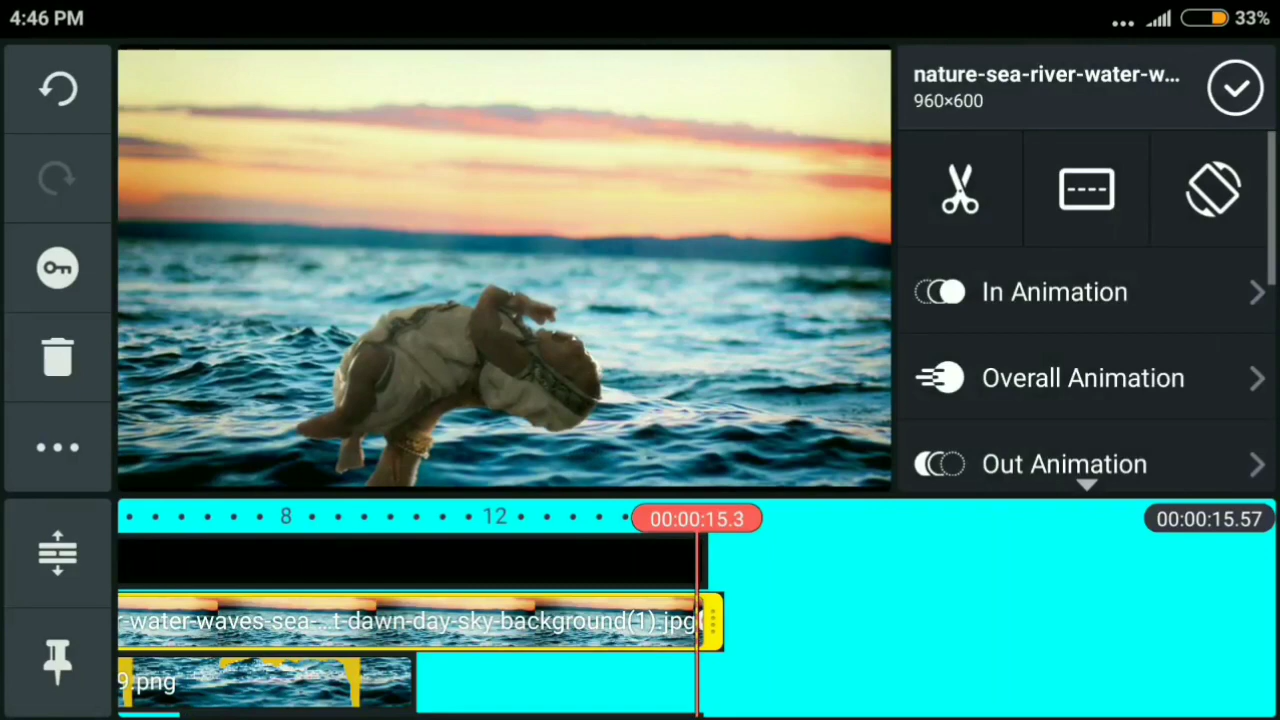 4:46 PM
33%
nature-sea-river-water-w...
960×600
In Animation
Overall Animation
Out Animation
8
12
00:00:15.3
00:00:15.57
r-water-waves-sea-...t-dawn-day-sky-background(1).jpg
9.png